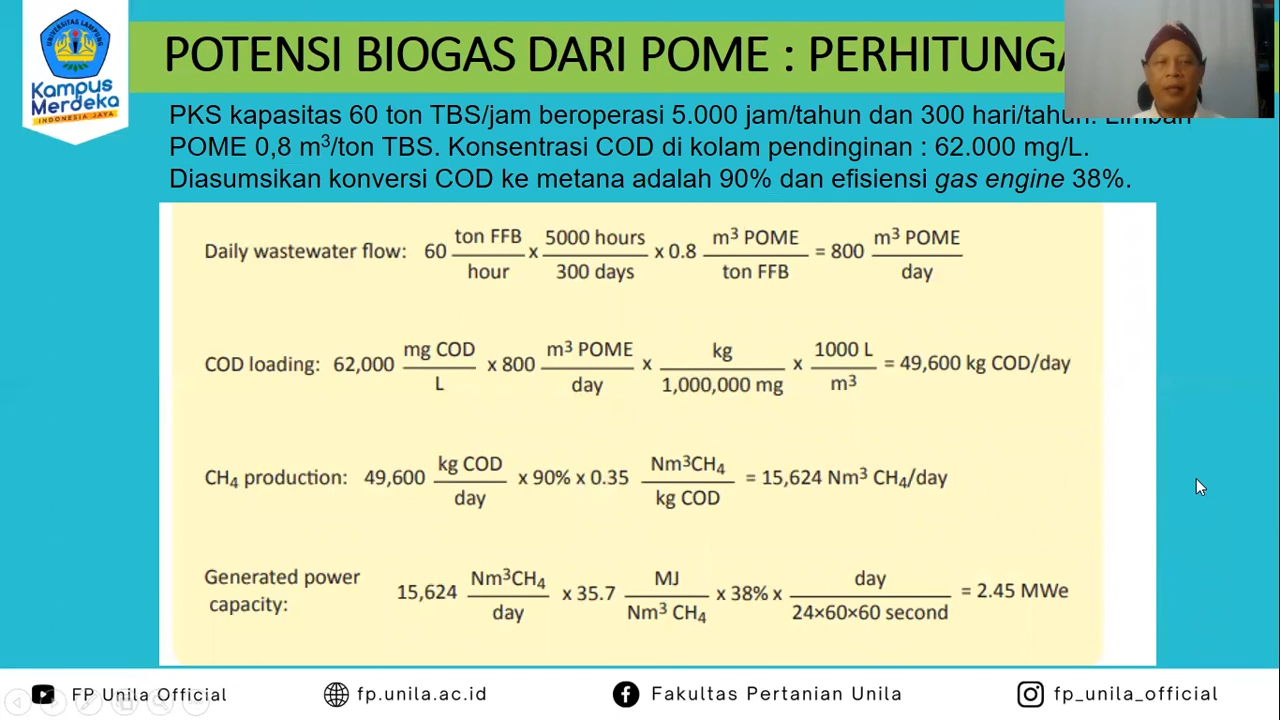 UNIVERSITAS LAMPUNG
Kampus
Merdeka
INDONESIA JAYA
POTENSI BIOGAS DARI POME : PERHITUNGA
PKS kapasitas 60 ton TBS/jam beroperasi 5.000 jam/tahun dan 300 hari/tahun. Limbah
POME 0,8 m³/ton TBS. Konsentrasi COD di kolam pendinginan : 62.000 mg/L.
Diasumsikan konversi COD ke metana adalah 90% dan efisiensi gas engine 38%.
Daily wastewater flow: 60 ton FFB/hour x 5000 hours/300 days x 0.8 m³ POME/ton FFB = 800 m³ POME/day
COD loading: 62,000 mg COD/L x 800 m³ POME/day x kg/1,000,000 mg x 1000 L/m³ = 49,600 kg COD/day
CH₄ production: 49,600 kg COD/day x 90% x 0.35 Nm³CH₄/kg COD = 15,624 Nm³ CH₄/day
Generated power capacity: 15,624 Nm³CH₄/day x 35.7 MJ/Nm³ CH₄ x 38% x day/24×60×60 second = 2.45 MWe
FP Unila Official
fp.unila.ac.id
Fakultas Pertanian Unila
fp_unila_official